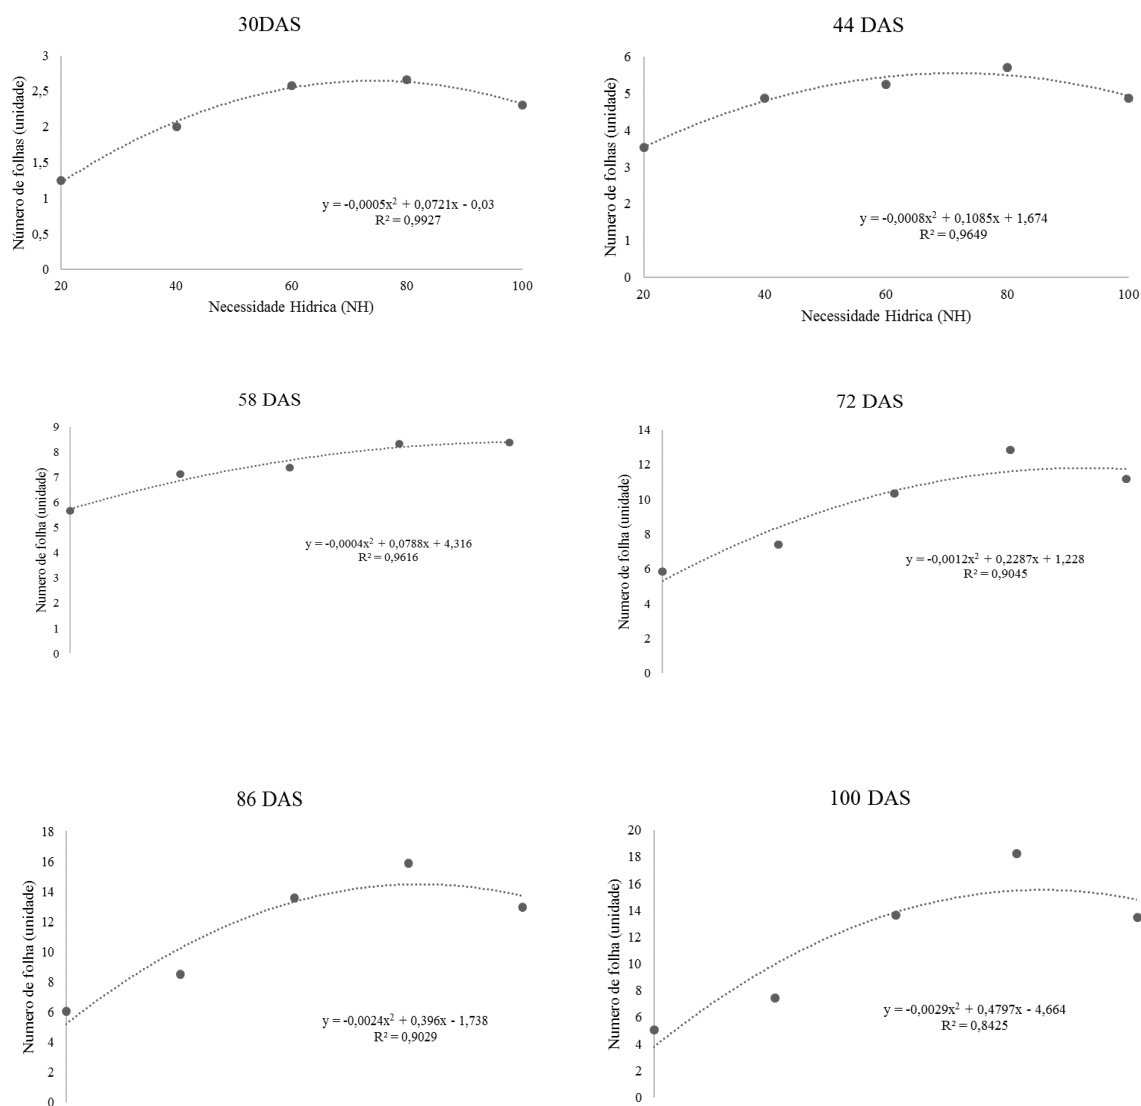 30DAS
Número de folhas (unidade)
3
2,5
2
1,5
1
0,5
0
20 40 60 80 100
Necessidade Hidrica (NH)
y = -0,0005x² + 0,0721x - 0,03
R² = 0,9927
44 DAS
Numero de folhas (unidade)
6
5
4
3
2
1
0
20 40 60 80 100
Necessidade Hidrica (NH)
y = -0,0008x² + 0,1085x + 1,674
R² = 0,9649
58 DAS
Numero de folha (unidade)
9
8
7
6
5
4
3
2
1
0
y = -0,0004x² + 0,0788x + 4,316
R² = 0,9616
72 DAS
Numero de folha (unidade)
14
12
10
8
6
4
2
0
y = -0,0012x² + 0,2287x + 1,228
R² = 0,9045
86 DAS
Numero de folha (unidade)
18
16
14
12
10
8
6
4
2
0
y = -0,0024x² + 0,396x - 1,738
R² = 0,9029
100 DAS
Numero de folha (unidade)
20
18
16
14
12
10
8
6
4
2
0
y = -0,0029x² + 0,4797x - 4,664
R² = 0,8425